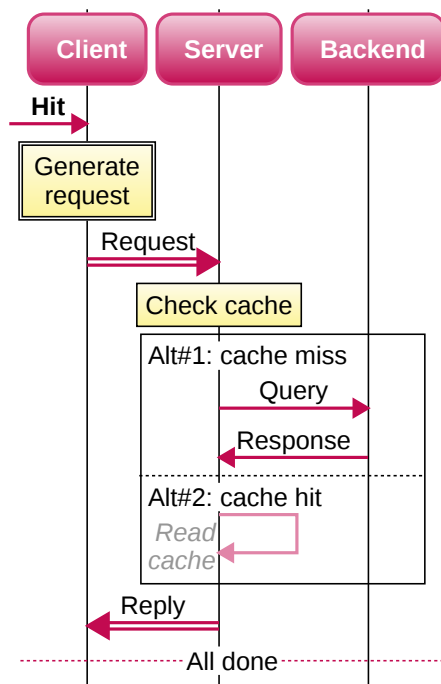 Client Server Backend
Hit
Generate
request
Request
Check cache
Alt#1: cache miss
Query
Response
Alt#2: cache hit
Read
cache
Reply
All done